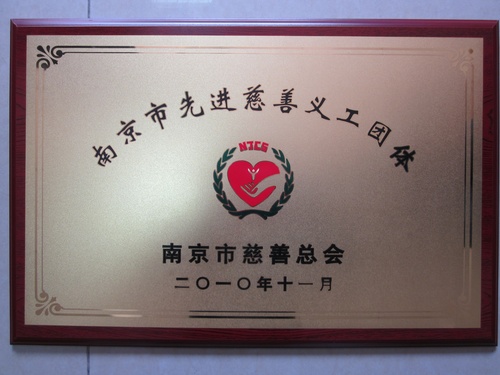 南京市先进慈善义工团体
NJCG
南京市慈善总会
二〇一〇年十一月